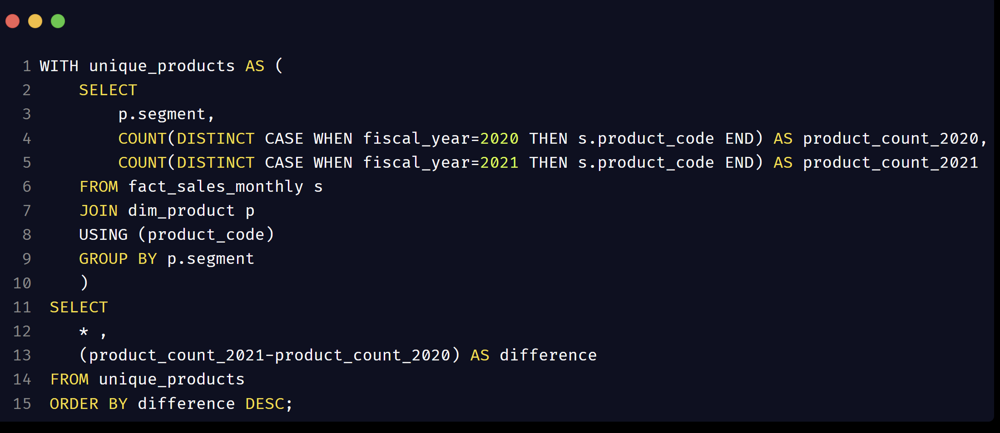 1 WITH unique_products AS (
2 SELECT
3 p.segment,
4 COUNT(DISTINCT CASE WHEN fiscal_year=2020 THEN s.product_code END) AS product_count_2020,
5 COUNT(DISTINCT CASE WHEN fiscal_year=2021 THEN s.product_code END) AS product_count_2021
6 FROM fact_sales_monthly s
7 JOIN dim_product p
8 USING (product_code)
9 GROUP BY p.segment
10 )
11 SELECT
12 * ,
13 (product_count_2021-product_count_2020) AS difference
14 FROM unique_products
15 ORDER BY difference DESC;